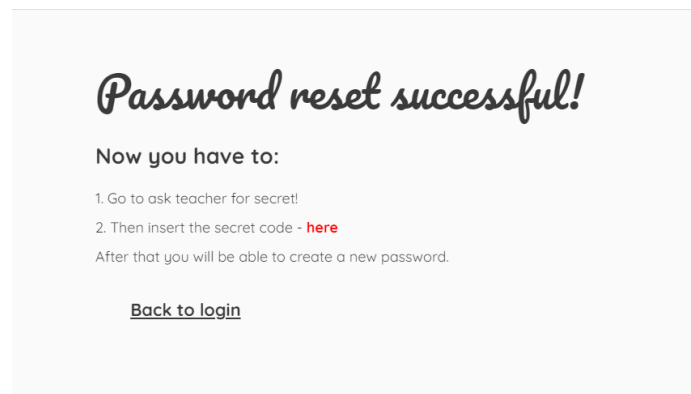 Password reset successful!
Now you have to:
1. Go to ask teacher for secret!
2. Then insert the secret code - here
After that you will be able to create a new password.
Back to login